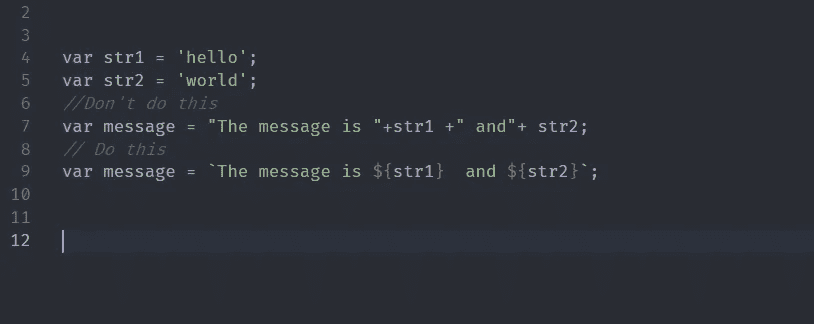 2
3
4 var str1 = 'hello';
5 var str2 = 'world';
6 //Don't do this
7 var message = "The message is "+str1 +" and"+ str2;
8 // Do this
9 var message = `The message is ${str1}  and ${str2}`;
10
11
12